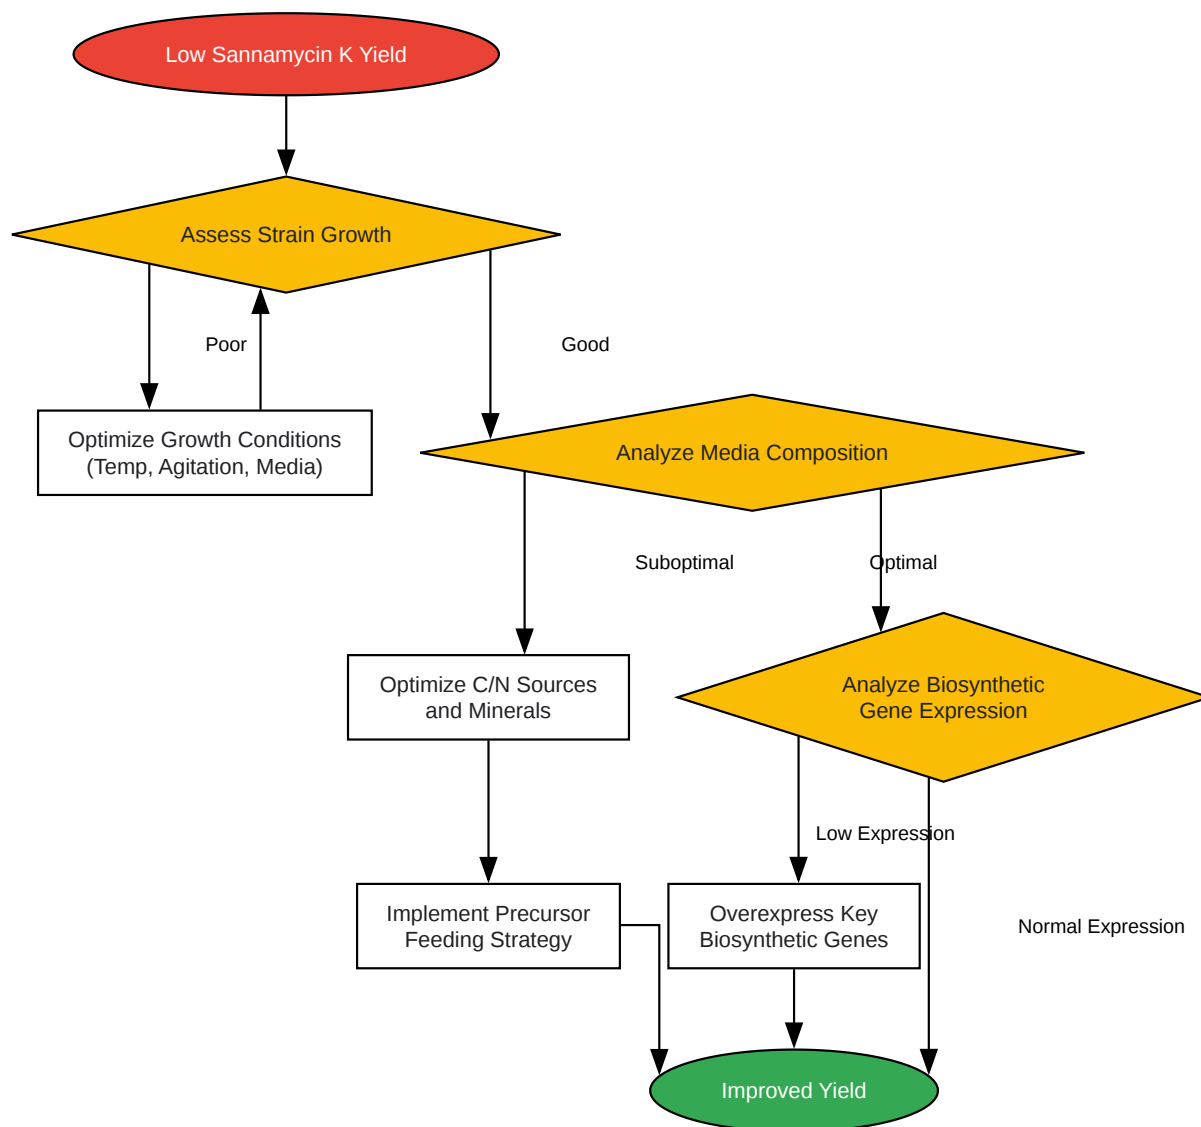 Low Sannamycin K Yield
Assess Strain Growth
Poor
Good
Optimize Growth Conditions
(Temp, Agitation, Media)
Analyze Media Composition
Suboptimal
Optimal
Optimize C/N Sources
and Minerals
Analyze Biosynthetic
Gene Expression
Low Expression
Implement Precursor
Feeding Strategy
Overexpress Key
Biosynthetic Genes
Normal Expression
Improved Yield